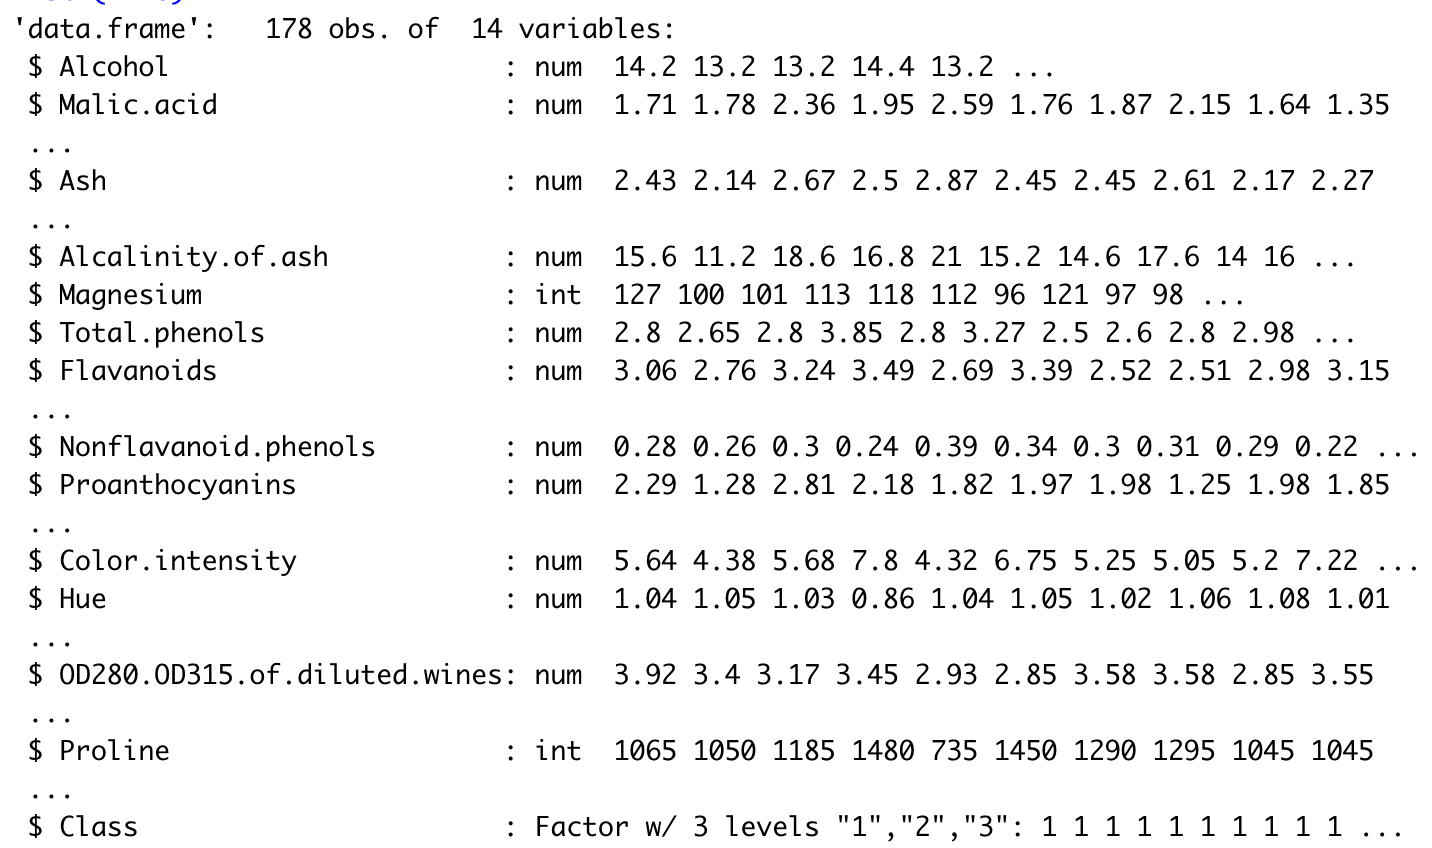 'data.frame':   178 obs. of  14 variables:
 $ Alcohol                     : num  14.2 13.2 13.2 14.4 13.2 ...
 $ Malic.acid                  : num  1.71 1.78 2.36 1.95 2.59 1.76 1.87 2.15 1.64 1.35
 ...
 $ Ash                         : num  2.43 2.14 2.67 2.5 2.87 2.45 2.45 2.61 2.17 2.27
 ...
 $ Alcalinity.of.ash           : num  15.6 11.2 18.6 16.8 21 15.2 14.6 17.6 14 16 ...
 $ Magnesium                   : int  127 100 101 113 118 112 96 121 97 98 ...
 $ Total.phenols               : num  2.8 2.65 2.8 3.85 2.8 3.27 2.5 2.6 2.8 2.98 ...
 $ Flavanoids                  : num  3.06 2.76 3.24 3.49 2.69 3.39 2.52 2.51 2.98 3.15
 ...
 $ Nonflavanoid.phenols        : num  0.28 0.26 0.3 0.24 0.39 0.34 0.3 0.31 0.29 0.22 ...
 $ Proanthocyanins             : num  2.29 1.28 2.81 2.18 1.82 1.97 1.98 1.25 1.98 1.85
 ...
 $ Color.intensity             : num  5.64 4.38 5.68 7.8 4.32 6.75 5.25 5.05 5.2 7.22 ...
 $ Hue                         : num  1.04 1.05 1.03 0.86 1.04 1.05 1.02 1.06 1.08 1.01
 ...
 $ OD280.OD315.of.diluted.wines: num  3.92 3.4 3.17 3.45 2.93 2.85 3.58 3.58 2.85 3.55
 ...
 $ Proline                     : int  1065 1050 1185 1480 735 1450 1290 1295 1045 1045
 ...
 $ Class                       : Factor w/ 3 levels "1","2","3": 1 1 1 1 1 1 1 1 1 1 ...